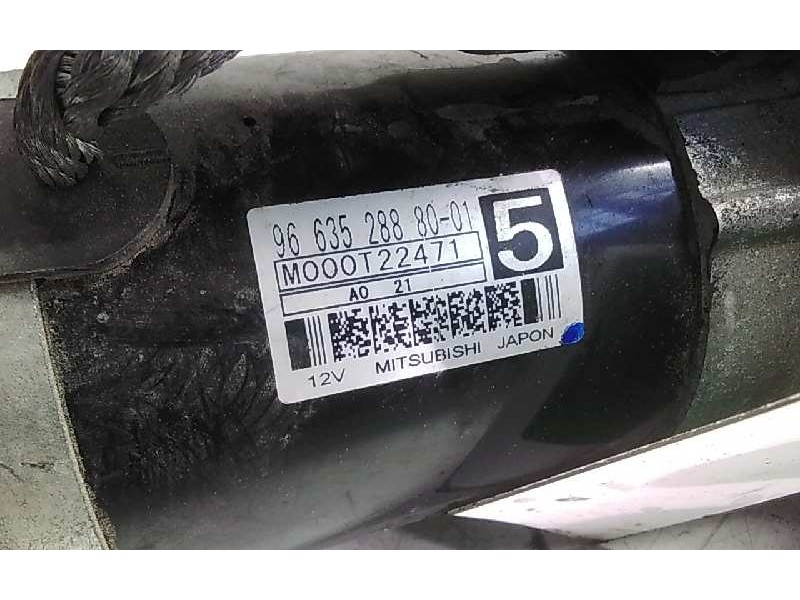 96 635 288 80-01
5
M000T22471
A0 21
12V MITSUBISHI JAPON